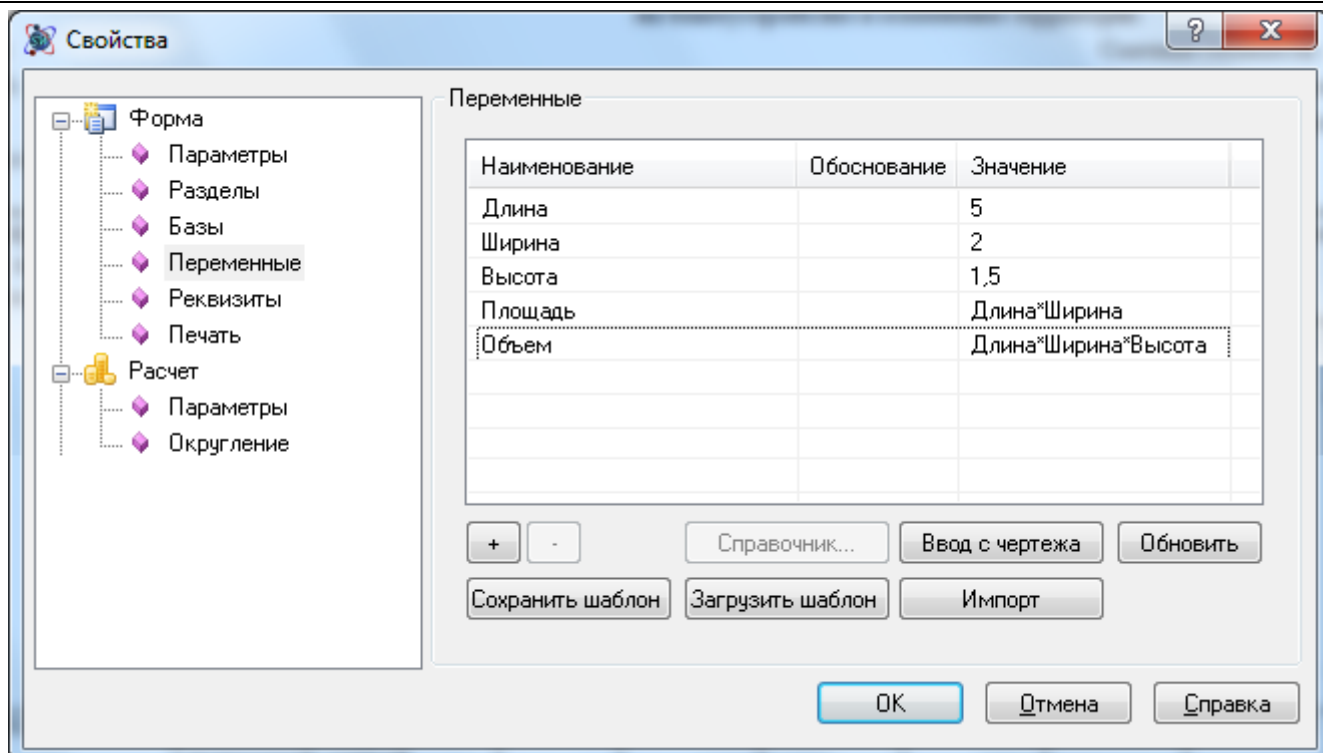 Свойства
Форма
Параметры
Разделы
Базы
Переменные
Реквизиты
Печать
Расчет
Параметры
Округление
Переменные
Наименование Обоснование Значение
Длина 5
Ширина 2
Высота 1,5
Площадь Длина*Ширина
Объем Длина*Ширина*Высота
+ - Справочник... Ввод с чертежа Обновить
Сохранить шаблон Загрузить шаблон Импорт
OK Отмена Справка